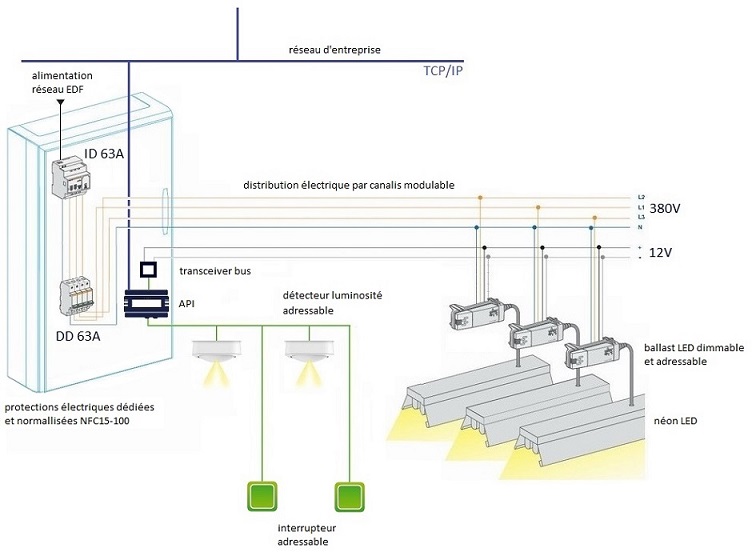 réseau d'entreprise
TCP/IP
alimentation
réseau EDF
ID 63A
distribution électrique par canalis modulable
L2
L1
L3
N
380V
+
-
12V
transceiver bus
API
détecteur luminosité
adressable
DD 63A
ballast LED dimmable
et adressable
protections électriques dédiées
et normallisées NFC15-100
néon LED
interrupteur
adressable